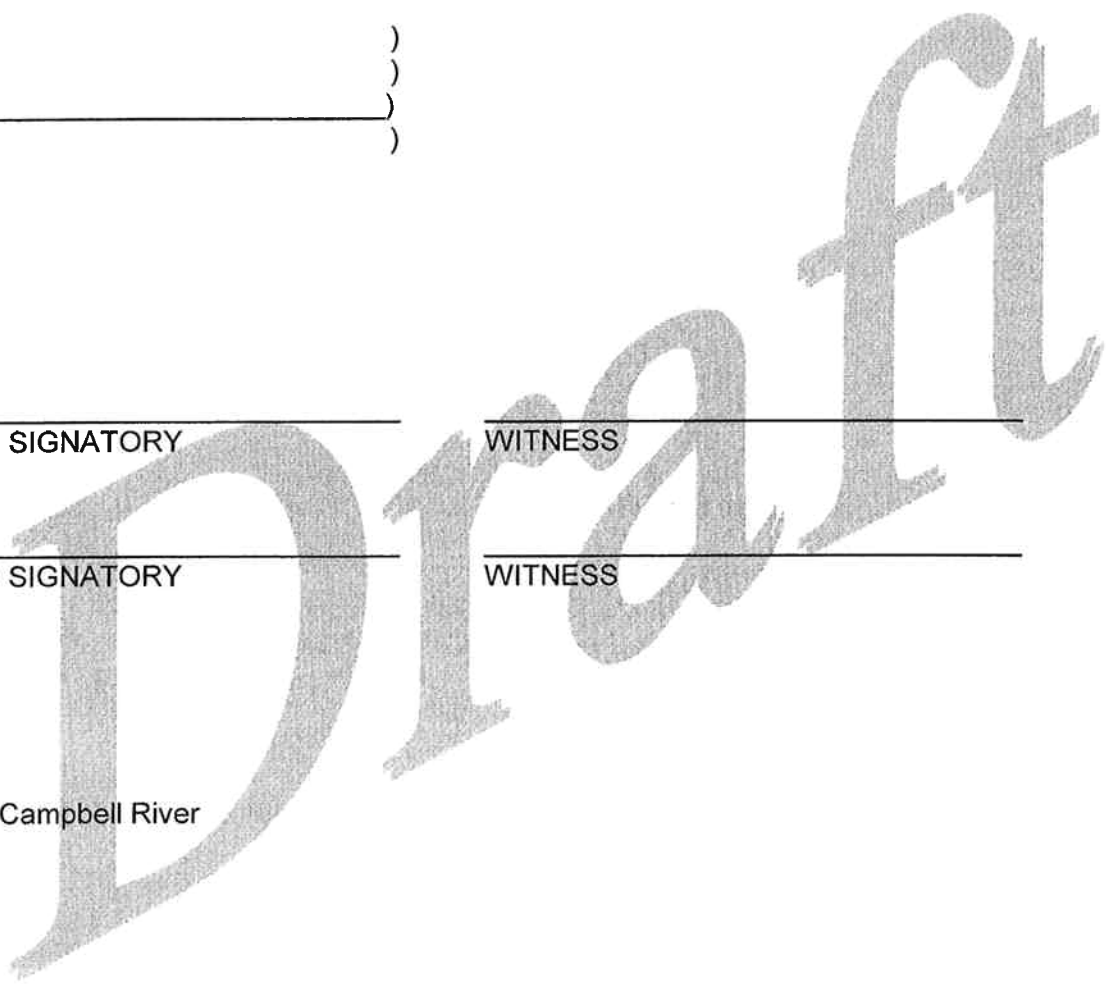 )
)
)
)
SIGNATORY WITNESS
SIGNATORY WITNESS
Campbell River
Draft